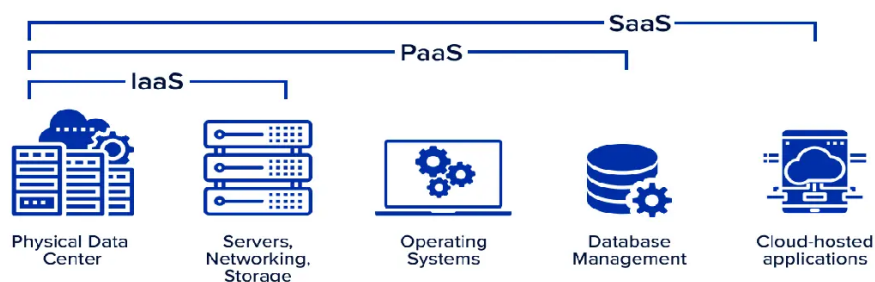 SaaS
PaaS
IaaS
Physical Data
Center
Servers,
Networking,
Storage
Operating
Systems
Database
Management
Cloud-hosted
applications